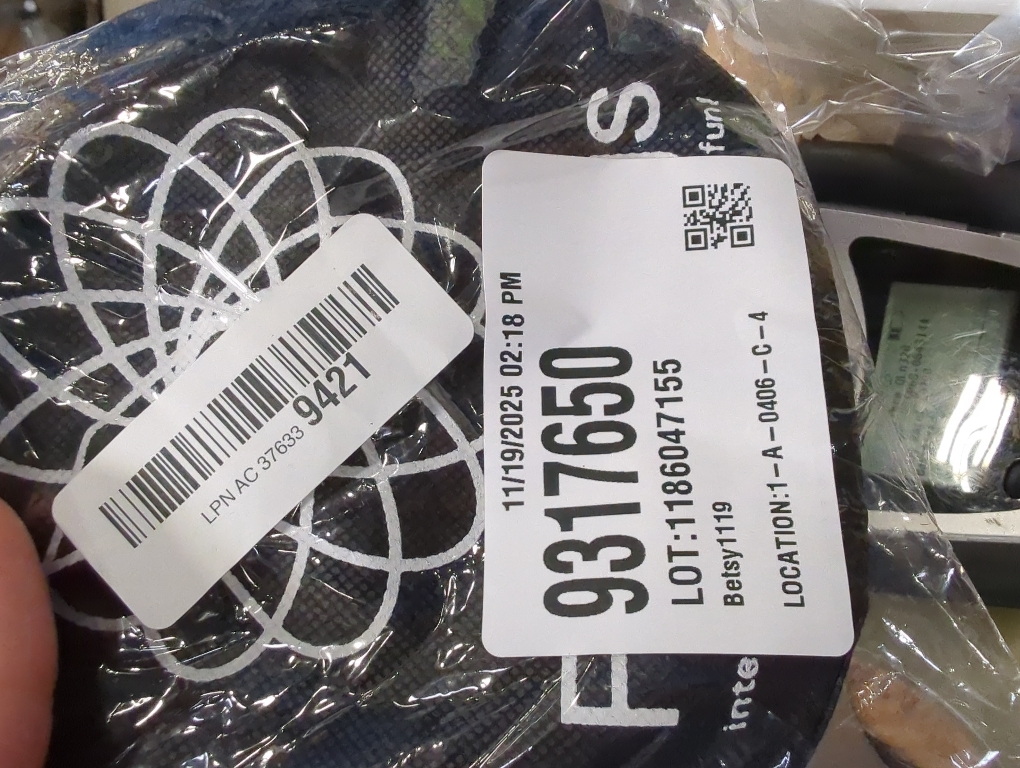 11/19/2025 02:18 PM
9317650
LOT:1186047155
Betsy1119
LOCATION:1-A-0406-C-4
LPN AC 37633 9421
S
fun!
inte